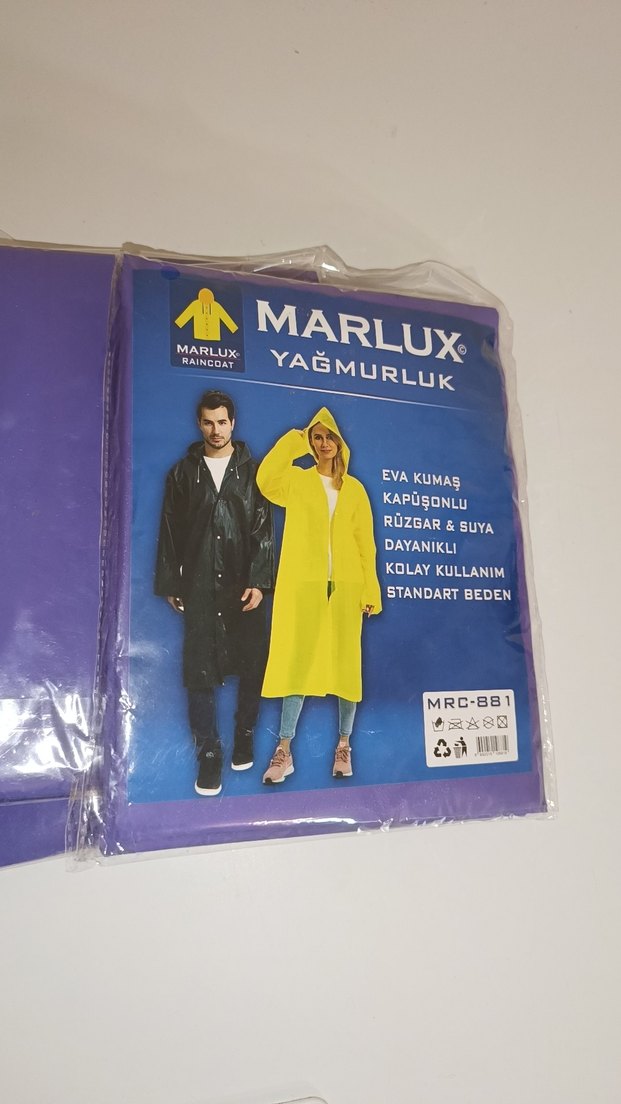 MARLUX
RAINCOAT
MARLUX©
YAĞMURLUK
EVA KUMAŞ
KAPÜŞONLU
RÜZGAR & SUYA
DAYANIKLI
KOLAY KULLANIM
STANDART BEDEN
MRC-881